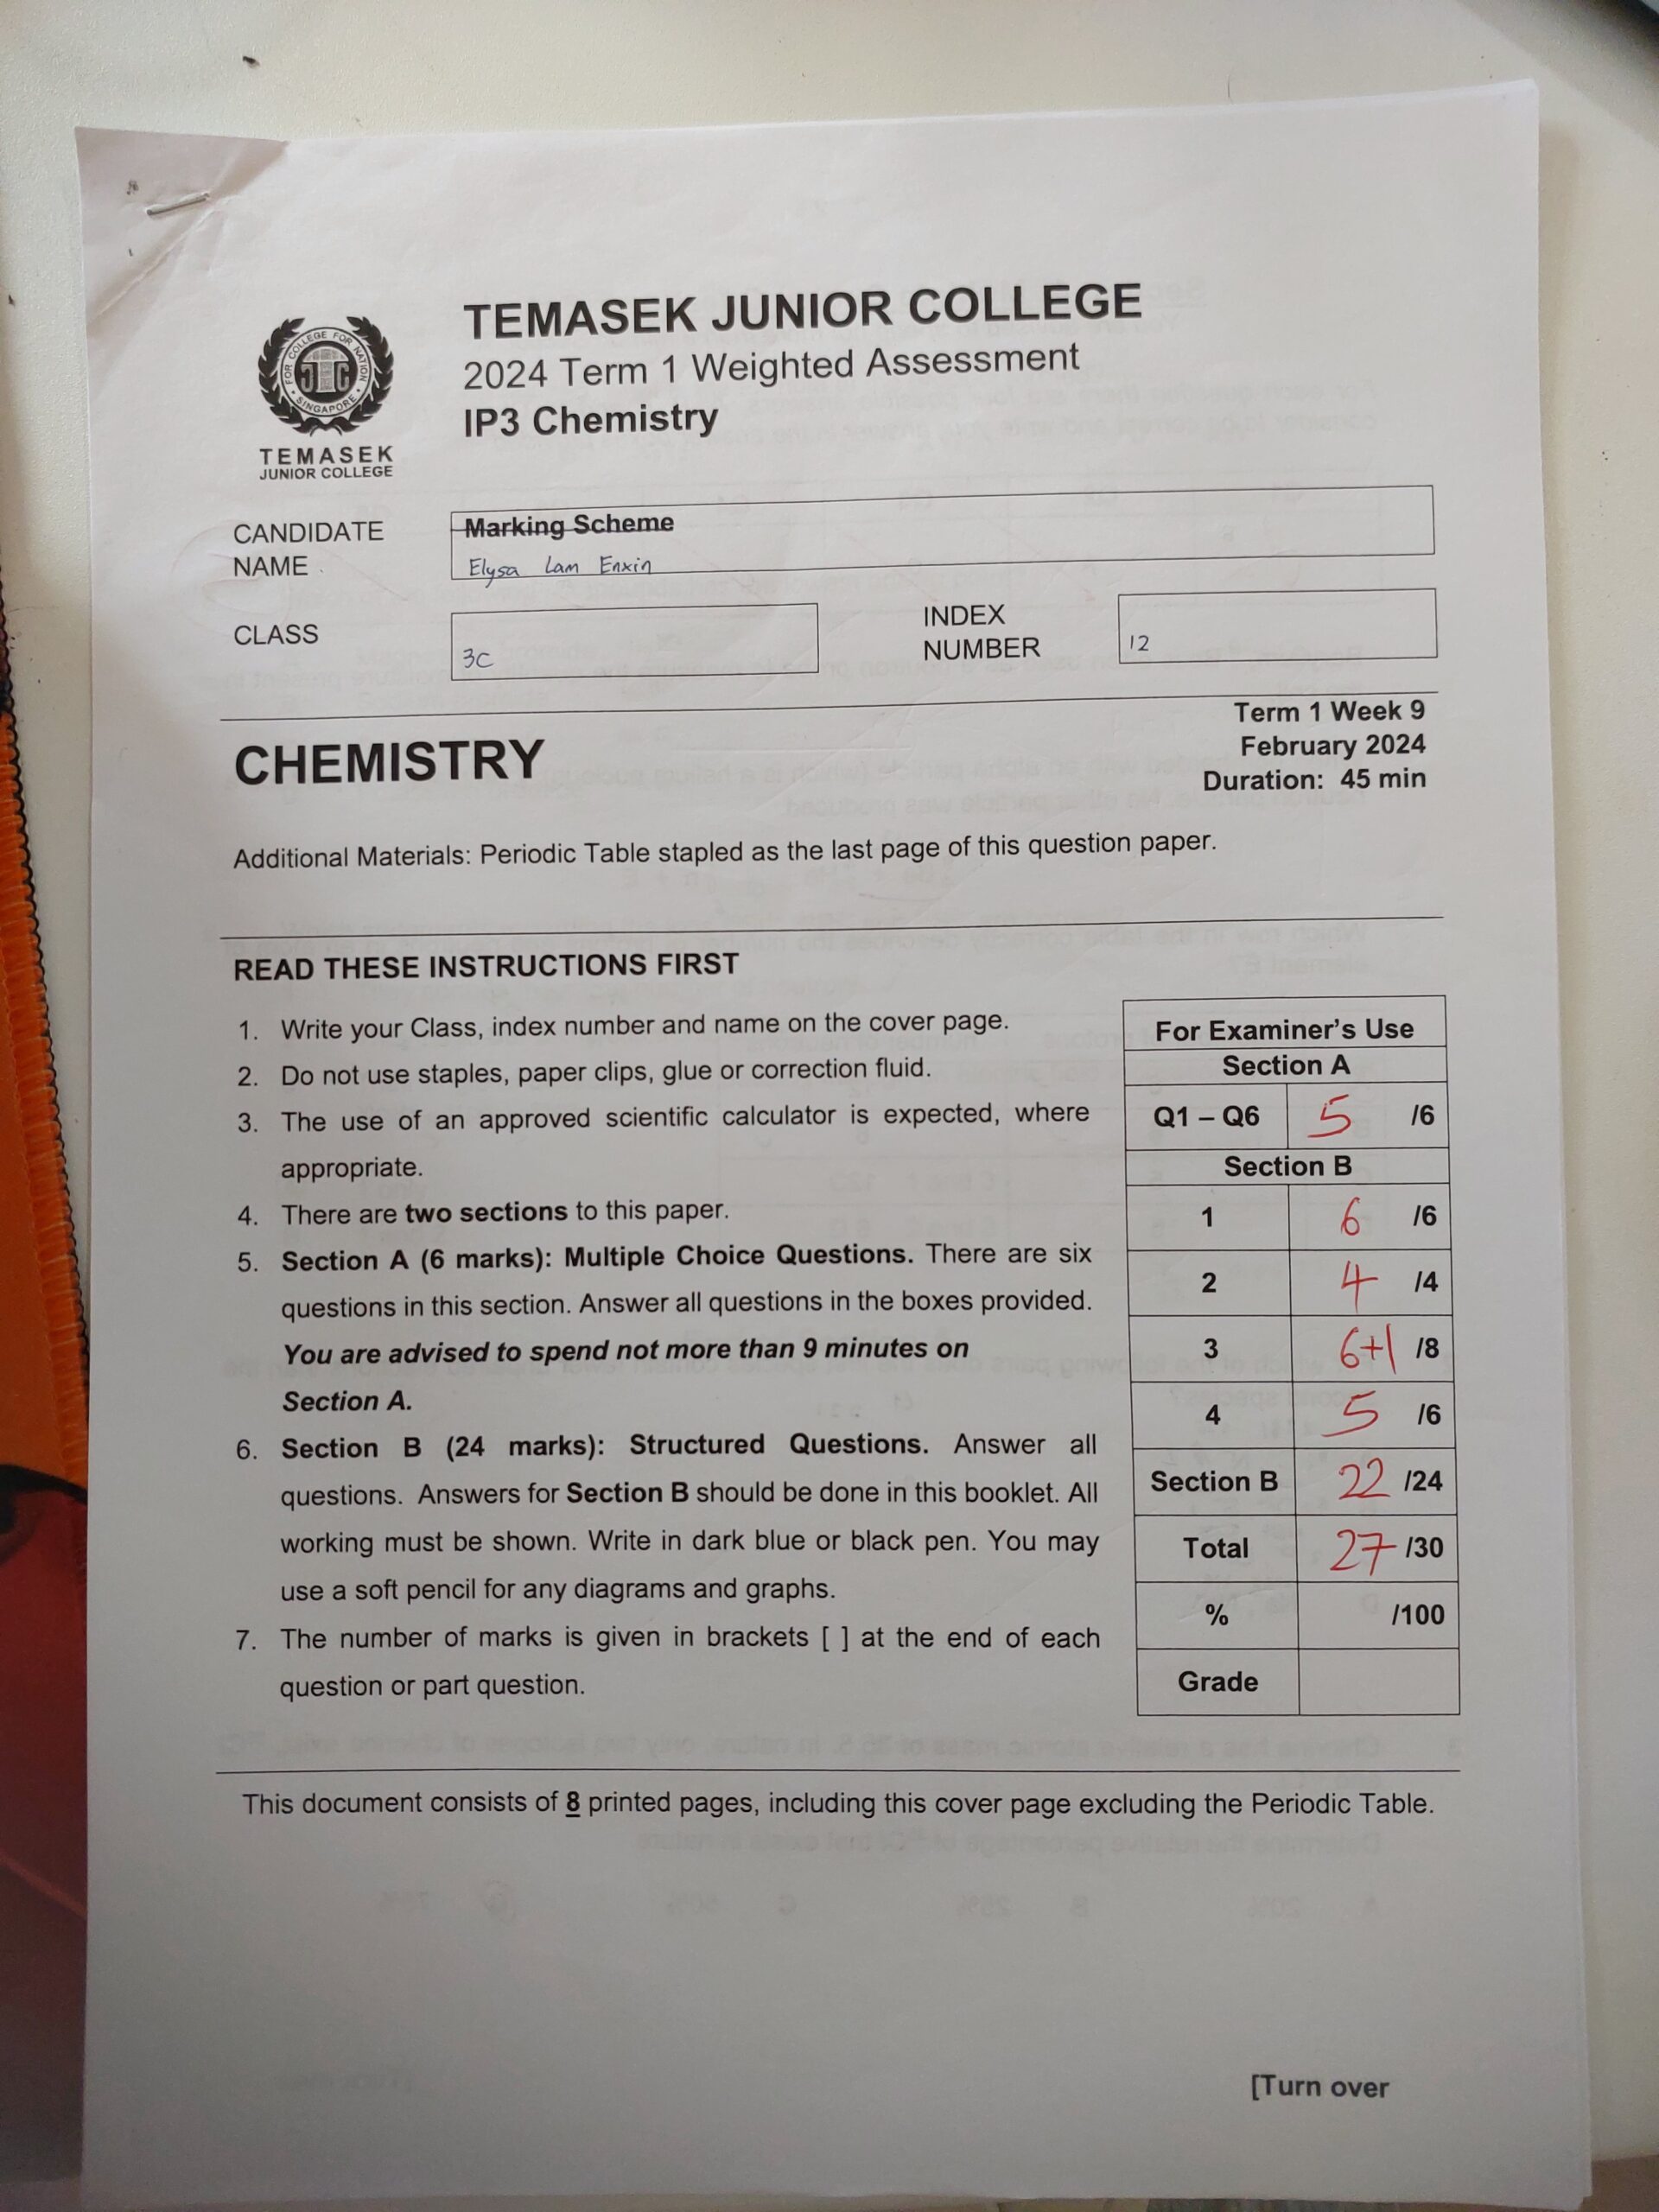 TEMASEK JUNIOR COLLEGE
2024 Term 1 Weighted Assessment
IP3 Chemistry
FOR COLLEGE FOR NATION
SINGAPORE
TJC
TEMASEK
JUNIOR COLLEGE
CANDIDATE
NAME
Marking Scheme
Elysa Lam Enxin
CLASS
3C
INDEX
NUMBER
12
CHEMISTRY
Term 1 Week 9
February 2024
Duration: 45 min
Additional Materials: Periodic Table stapled as the last page of this question paper.
READ THESE INSTRUCTIONS FIRST
1. Write your Class, index number and name on the cover page.
2. Do not use staples, paper clips, glue or correction fluid.
3. The use of an approved scientific calculator is expected, where
appropriate.
4. There are two sections to this paper.
5. Section A (6 marks): Multiple Choice Questions. There are six
questions in this section. Answer all questions in the boxes provided.
You are advised to spend not more than 9 minutes on
Section A.
6. Section B (24 marks): Structured Questions. Answer all
questions. Answers for Section B should be done in this booklet. All
working must be shown. Write in dark blue or black pen. You may
use a soft pencil for any diagrams and graphs.
7. The number of marks is given in brackets [ ] at the end of each
question or part question.
For Examiner's Use
Section A
Q1 – Q6 5 /6
Section B
1 6 /6
2 4 /4
3 6+1 /8
4 5 /6
Section B 22 /24
Total 27 /30
% /100
Grade
This document consists of 8 printed pages, including this cover page excluding the Periodic Table.
[Turn over